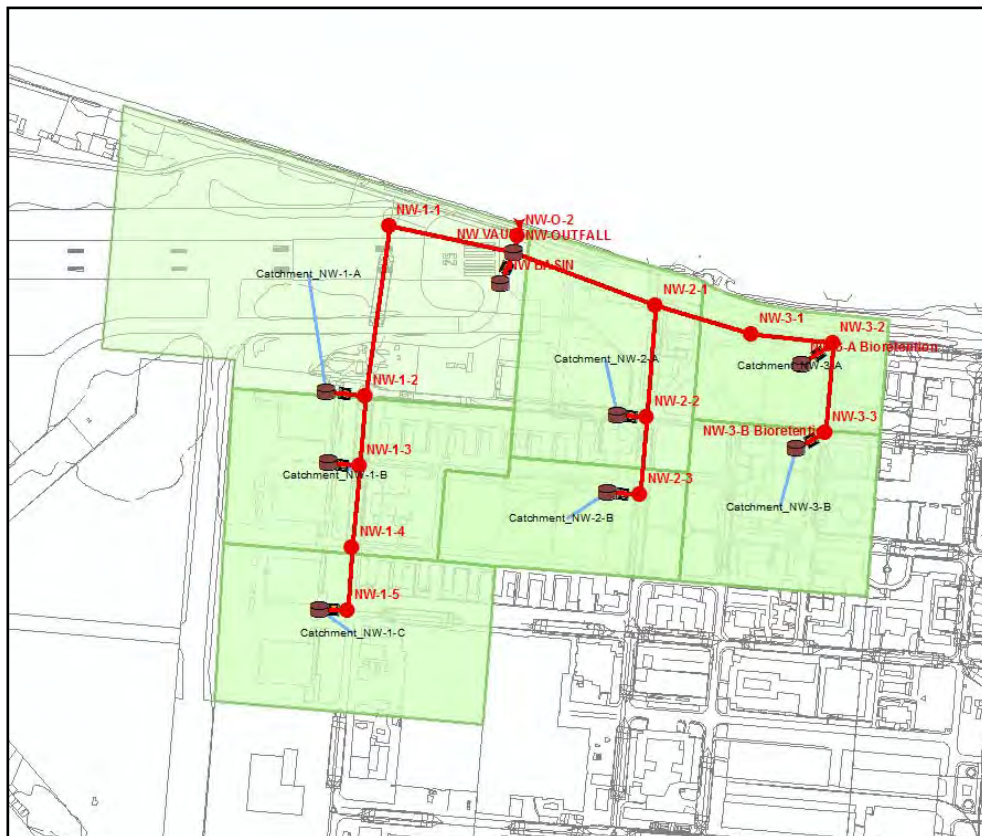 NW-1-1
NW-O-2
NW VAU
NW-OUTFALL
NW BASIN
Catchment_NW-1-A
NW-2-1
NW-3-1
NW-3-2
-A Bioretention
Catchment_NW-2-A
Catchment_NW-3-A
NW-1-2
NW-2-2
NW-3-3
NW-3-B Bioretenti
NW-1-3
Catchment_NW-1-B
NW-2-3
Catchment_NW-2-B
Catchment_NW-3-B
NW-1-4
NW-1-5
Catchment_NW-1-C